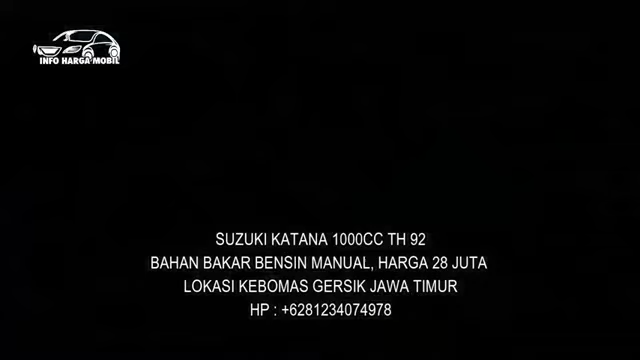 INFO HARGA MOBIL
SUZUKI KATANA 1000CC TH 92
BAHAN BAKAR BENSIN MANUAL, HARGA 28 JUTA
LOKASI KEBOMAS GERSIK JAWA TIMUR
HP : +6281234074978